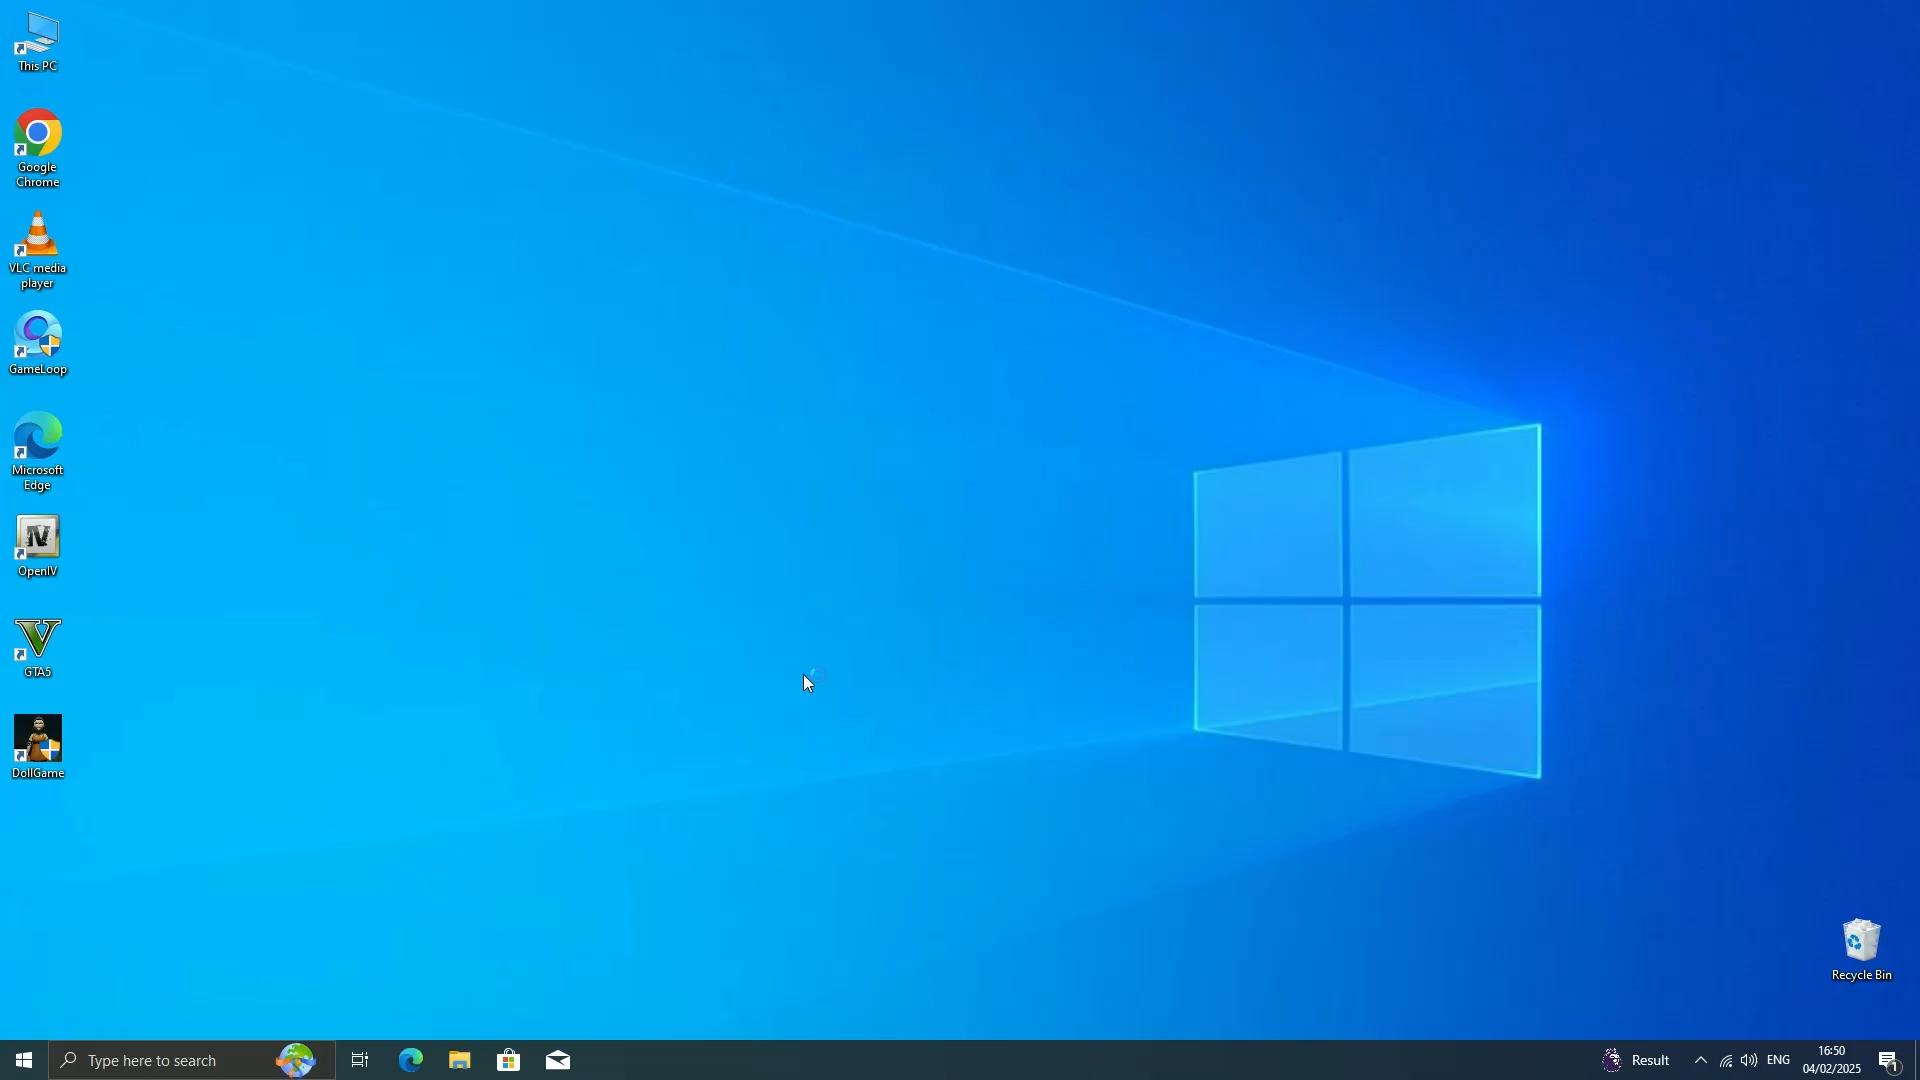 This PC
Google
Chrome
VLC media
player
GameLoop
Microsoft
Edge
OpenIV
GTA5
DollGame
Recycle Bin
Type here to search
Result
ENG
16:50
04/02/2025
1